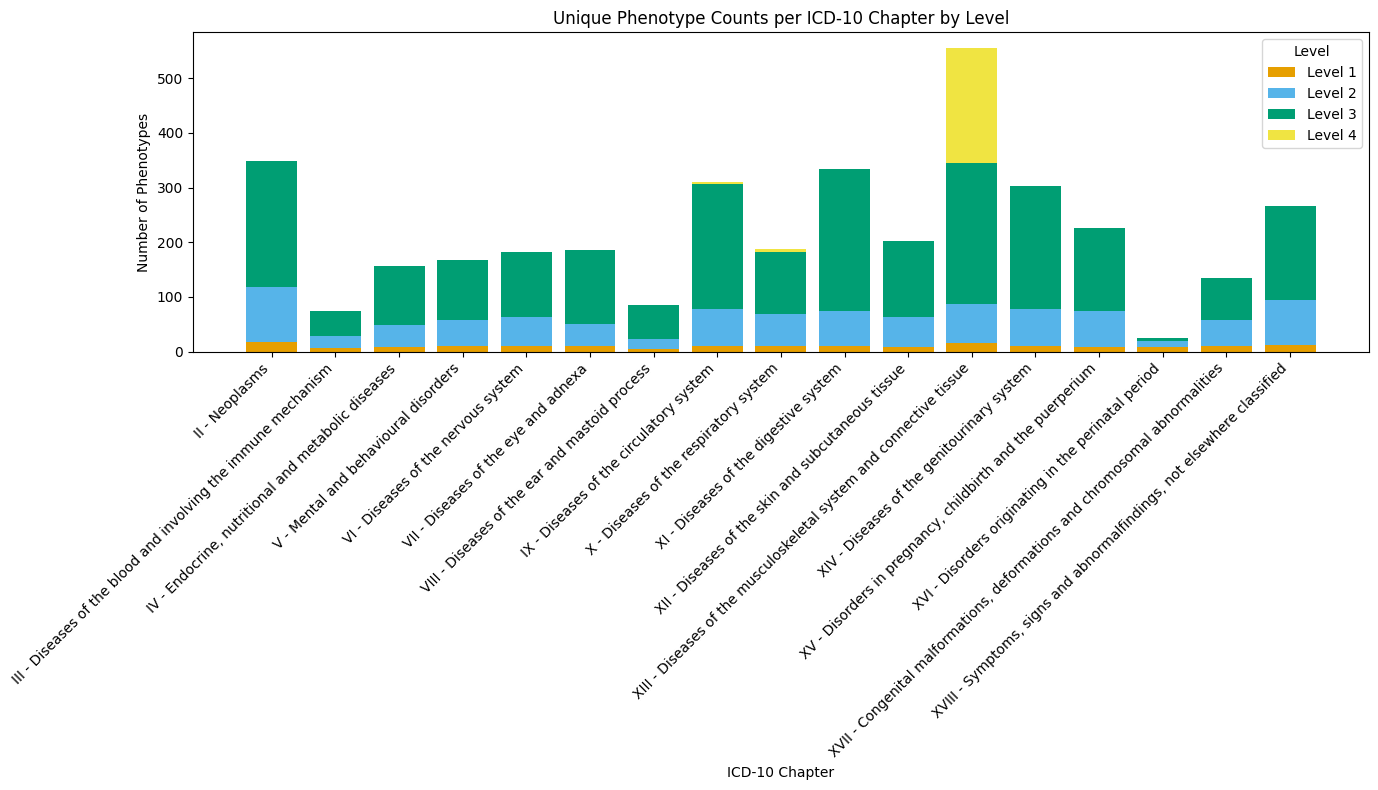 Unique Phenotype Counts per ICD-10 Chapter by Level
Number of Phenotypes
500
400
300
200
100
0
Level
Level 1
Level 2
Level 3
Level 4
II - Neoplasms
III - Diseases of the blood and involving the immune mechanism
IV - Endocrine, nutritional and metabolic diseases
V - Mental and behavioural disorders
VI - Diseases of the nervous system
VII - Diseases of the eye and adnexa
VIII - Diseases of the ear and mastoid process
IX - Diseases of the circulatory system
X - Diseases of the respiratory system
XI - Diseases of the digestive system
XII - Diseases of the skin and subcutaneous tissue
XIII - Diseases of the musculoskeletal system and connective tissue
XIV - Diseases of the genitourinary system
XV - Disorders in pregnancy, childbirth and the puerperium
XVI - Disorders originating in the perinatal period
XVII - Congenital malformations, deformations and chromosomal abnormalities
XVIII - Symptoms, signs and abnormalfindings, not elsewhere classified
ICD-10 Chapter